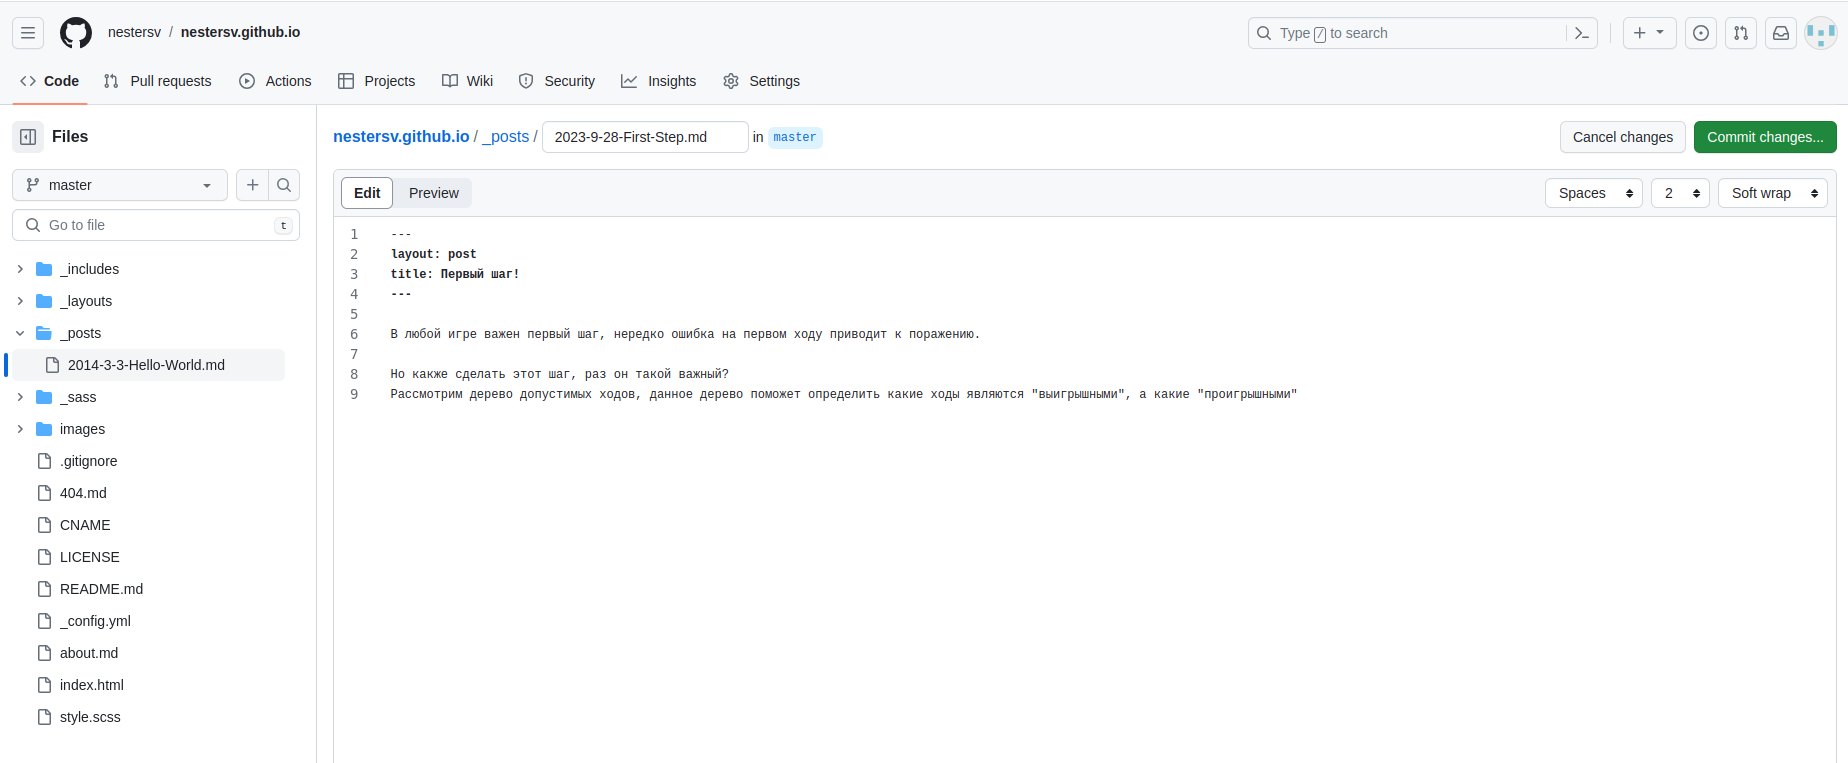 nestersv / nestersv.github.io
Type / to search
Code Pull requests Actions Projects Wiki Security Insights Settings
Files
master
Go to file t
_includes
_layouts
_posts
2014-3-3-Hello-World.md
_sass
images
.gitignore
404.md
CNAME
LICENSE
README.md
_config.yml
about.md
index.html
style.scss
nestersv.github.io / _posts / 2023-9-28-First-Step.md in master
Cancel changes Commit changes...
Edit Preview
Spaces 2 Soft wrap
1 ---
2 layout: post
3 title: Первый шаг!
4 ---
5
6 В любой игре важен первый шаг, нередко ошибка на первом ходу приводит к поражению.
7
8 Но какже сделать этот шаг, раз он такой важный?
9 Рассмотрим дерево допустимых ходов, данное дерево поможет определить какие ходы являются "выигрышными", а какие "проигрышными"